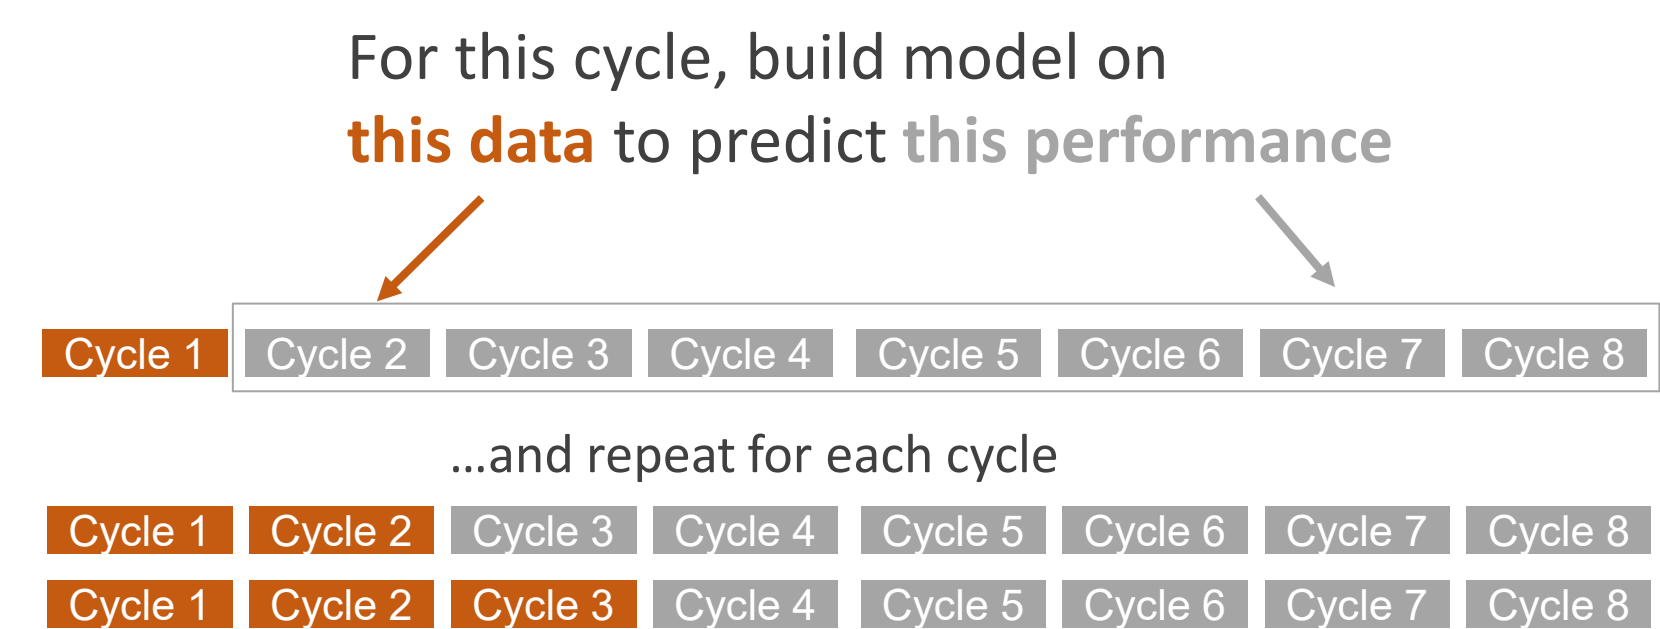 For this cycle, build model on
this data to predict this performance
Cycle 1 Cycle 2 Cycle 3 Cycle 4 Cycle 5 Cycle 6 Cycle 7 Cycle 8
...and repeat for each cycle
Cycle 1 Cycle 2 Cycle 3 Cycle 4 Cycle 5 Cycle 6 Cycle 7 Cycle 8
Cycle 1 Cycle 2 Cycle 3 Cycle 4 Cycle 5 Cycle 6 Cycle 7 Cycle 8